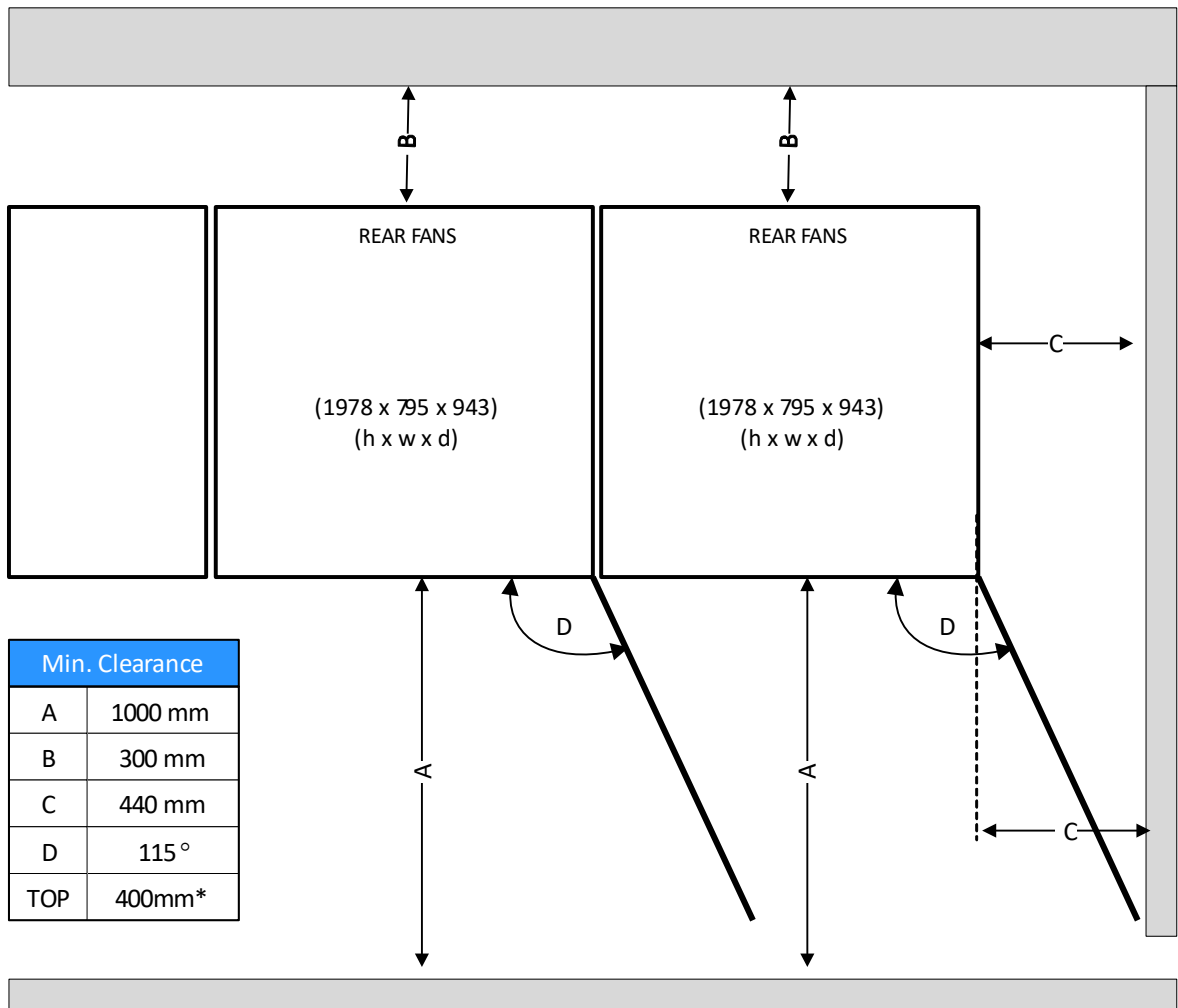 B
B
REAR FANS
REAR FANS
C
(1978 x 795 x 943)
(h x w x d)
(1978 x 795 x 943)
(h x w x d)
D
D
Min. Clearance
A 1000 mm
B 300 mm
C 440 mm
D 115°
TOP 400mm*
A
A
C